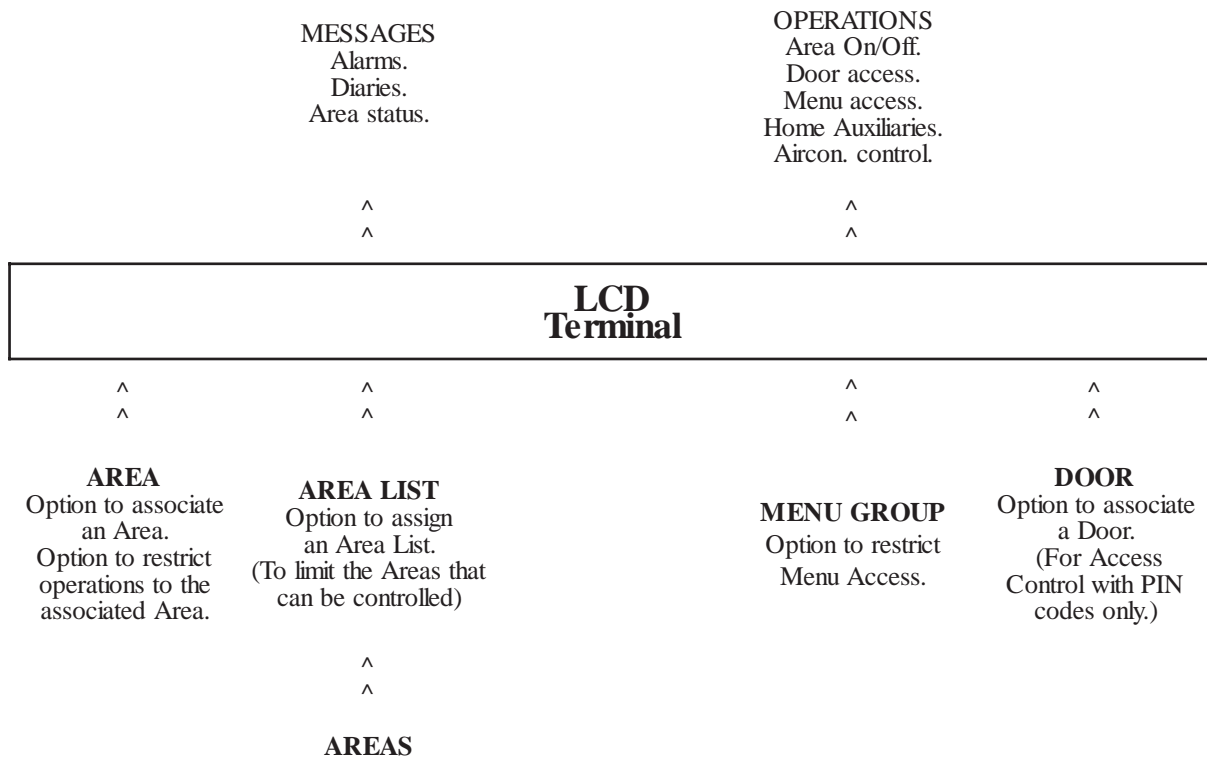 MESSAGES
Alarms.
Diaries.
Area status.
OPERATIONS
Area On/Off.
Door access.
Menu access.
Home Auxiliaries.
Aircon. control.
^
^
^
^
LCD
Terminal
^
^
^
^
^
^
^
^
AREA
Option to associate
an Area.
Option to restrict
operations to the
associated Area.
AREA LIST
Option to assign
an Area List.
(To limit the Areas that
can be controlled)
MENU GROUP
Option to restrict
Menu Access.
DOOR
Option to associate
a Door.
(For Access
Control with PIN
codes only.)
^
^
AREAS